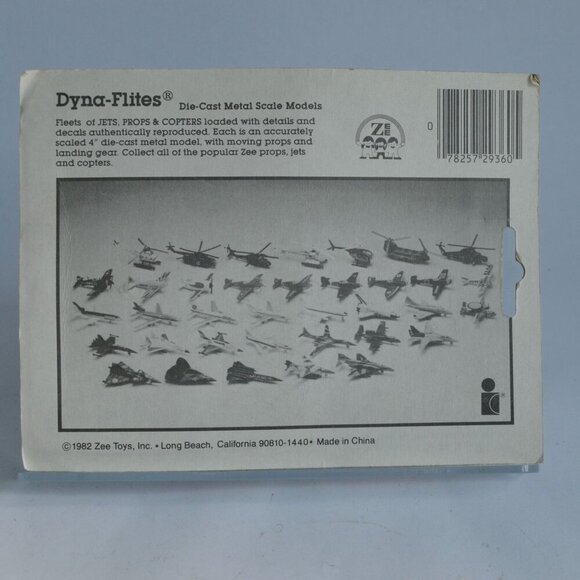 Dyna-Flites® Die-Cast Metal Scale Models
Fleets of JETS, PROPS & COPTERS loaded with details and
decals authentically reproduced. Each is an accurately
scaled 4" die-cast metal model, with moving props and
landing gear. Collect all of the popular Zee props, jets
and copters.
ZEE
0
78257 29360
©1982 Zee Toys, Inc. • Long Beach, California 90810-1440 • Made in China